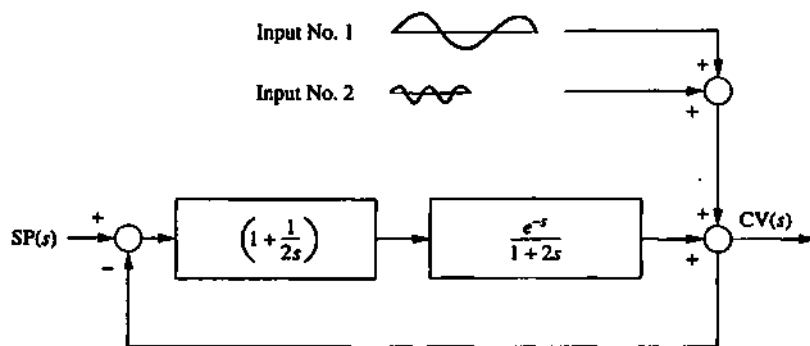 Input No. 1
+
Input No. 2
+
SP(s)
+
−
(1 + 1/2s)
e^{-s}/(1 + 2s)
+
+
CV(s)